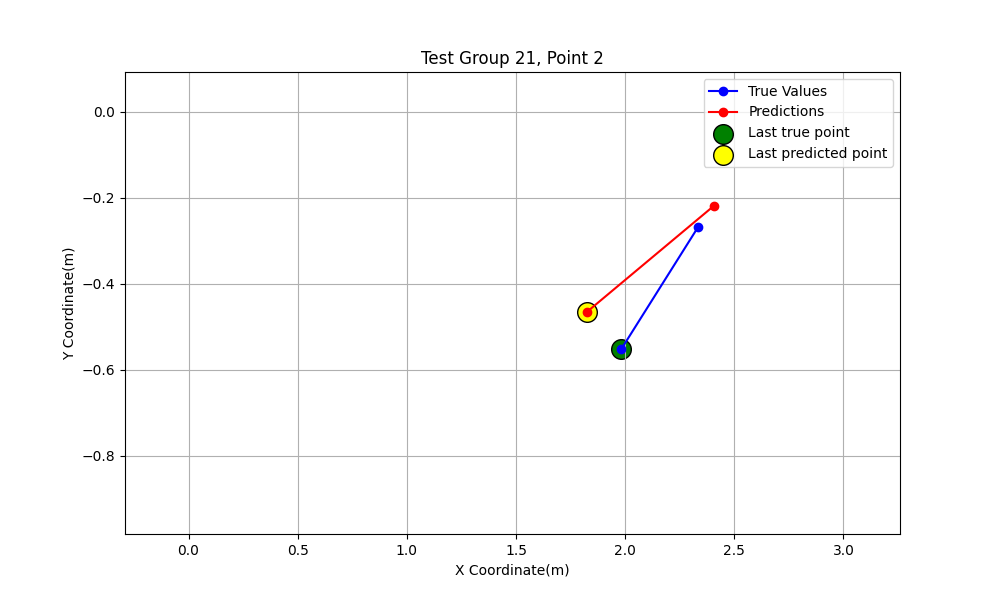 Test Group 21, Point 2
True Values
Predictions
Last true point
Last predicted point
Y Coordinate(m)
0.0
−0.2
−0.4
−0.6
−0.8
0.0 0.5 1.0 1.5 2.0 2.5 3.0
X Coordinate(m)